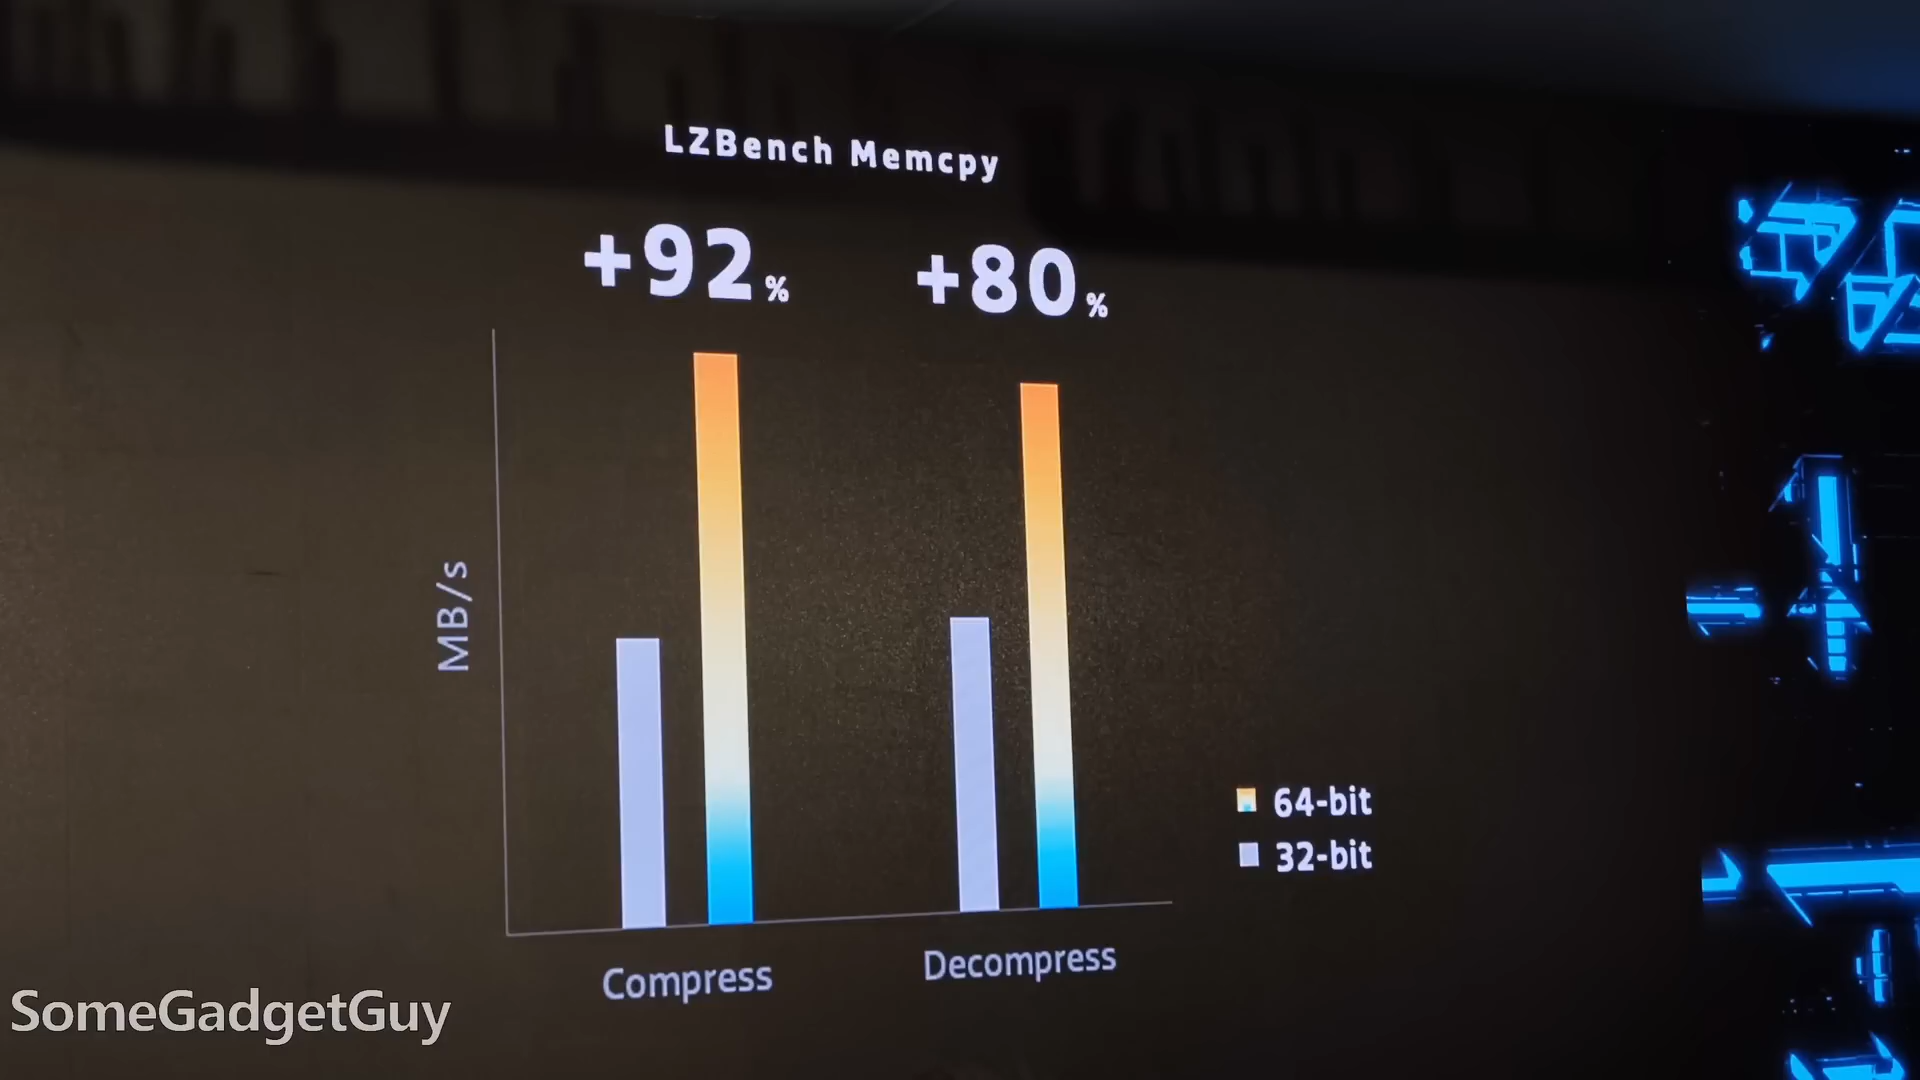 LZBench Memcpy
+92%
+80%
MB/s
64-bit
32-bit
Compress
Decompress
SomeGadgetGuy